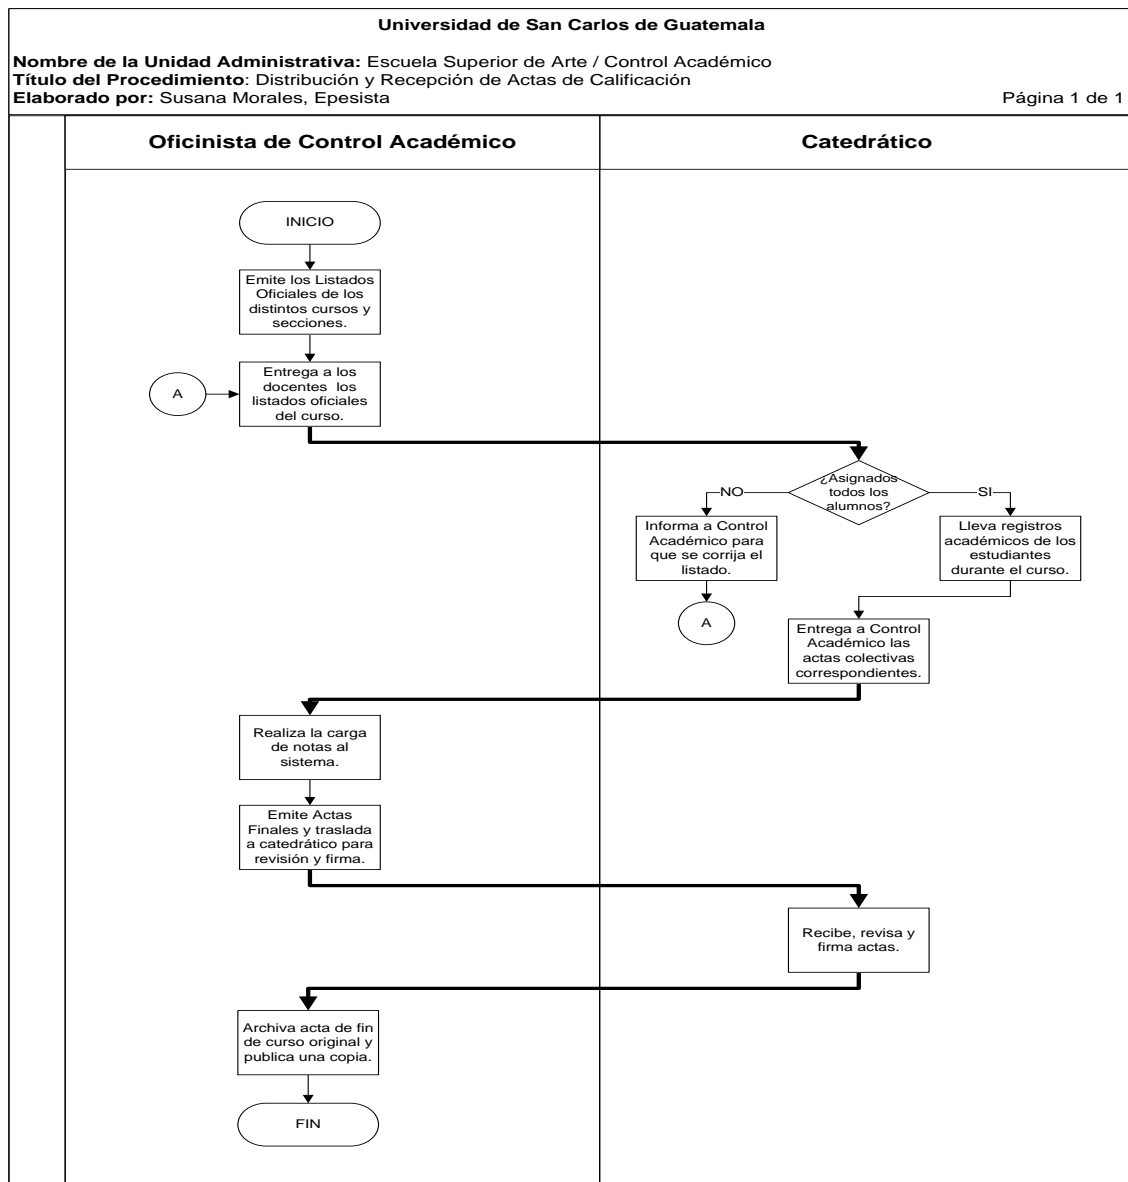 Universidad de San Carlos de Guatemala
Nombre de la Unidad Administrativa: Escuela Superior de Arte / Control Académico
Título del Procedimiento: Distribución y Recepción de Actas de Calificación
Elaborado por: Susana Morales, Epesista
Página 1 de 1
Oficinista de Control Académico
Catedrático
INICIO
Emite los Listados
Oficiales de los
distintos cursos y
secciones.
A
Entrega a los
docentes los
listados oficiales
del curso.
¿Asignados
todos los
alumnos?
NO
SI
Informa a Control
Académico para
que se corrija el
listado.
A
Lleva registros
académicos de los
estudiantes
durante el curso.
Entrega a Control
Académico las
actas colectivas
correspondientes.
Realiza la carga
de notas al
sistema.
Emite Actas
Finales y traslada
a catedrático para
revisión y firma.
Recibe, revisa y
firma actas.
Archiva acta de fin
de curso original y
publica una copia.
FIN